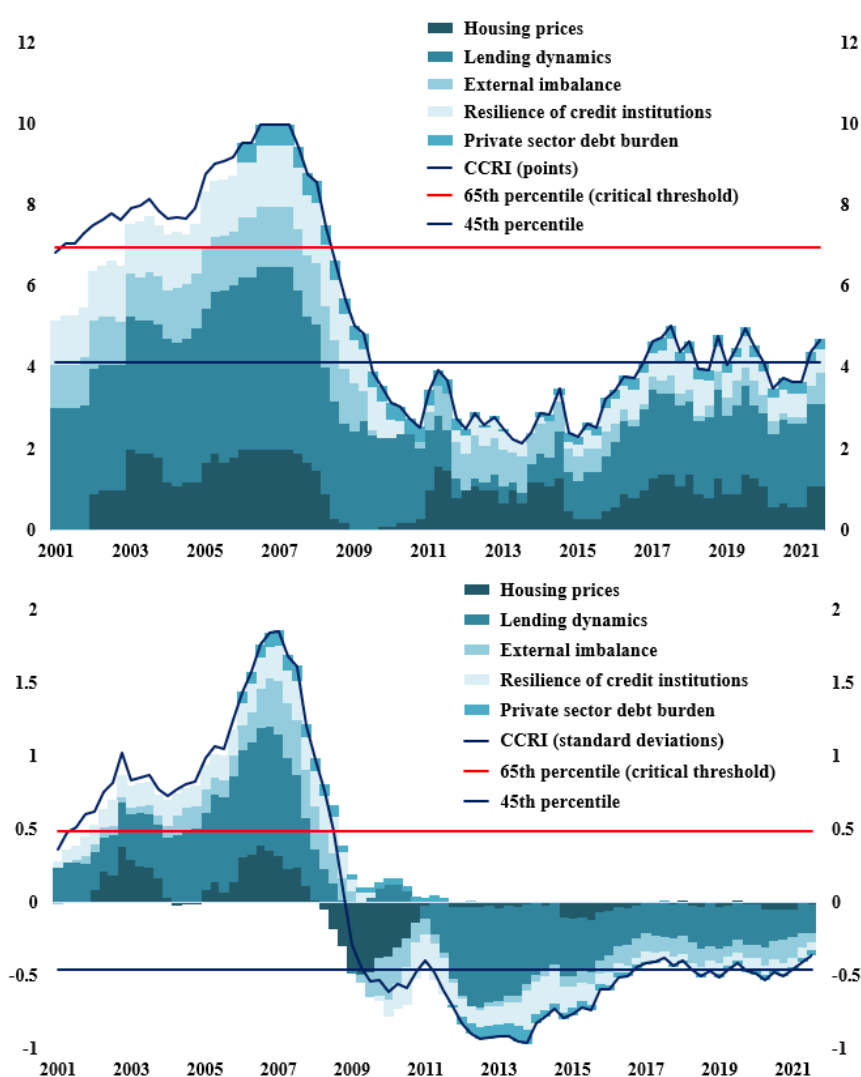 Housing prices
12 Lending dynamics 12
External imbalance
Resilience of credit institutions
10 10
Private sector debt burden
CCRI (points)
8 65th percentile (critical threshold) 8
45th percentile
6 6
4 4
2 2
0 0
2001 2003 2005 2007 2009 2011 2013 2015 2017 2019 2021
Housing prices
2 2
Lending dynamics
External imbalance
1.5 Resilience of credit institutions 1.5
Private sector debt burden
1 CCRI (standard deviations) 1
65th percentile (critical threshold)
45th percentile
0.5 0.5
0 0
-0.5 -0.5
-1 -1
2001 2003 2005 2007 2009 2011 2013 2015 2017 2019 2021